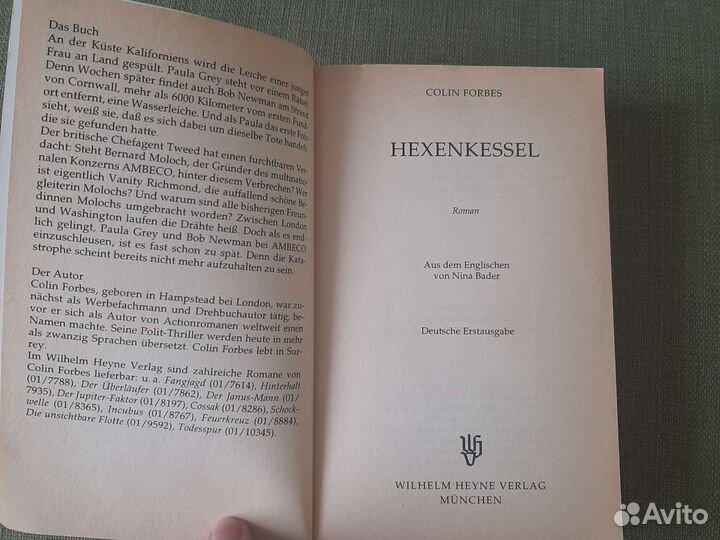 Das Buch
An der Küste Kaliforniens wird die Leiche einer jungen
Frau an Land gespült. Paula Grey steht vor einem Rätsel
Denn Wochen später findet auch Bob Newman am Strand
von Cornwall, mehr als 6000 Kilometer vom ersten Fund-
ort entfernt, eine Wasserleiche. Und als Paula das erste Foto
sieht, weiß sie, daß es sich dabei um dieselbe Tote handelt,
die sie gefunden hatte.
Der britische Chefagent Tweed hat einen furchtbaren Ver-
dacht: Steht Bernard Moloch, der Gründer des multinatio-
nalen Konzerns AMBECO, hinter diesem Verbrechen? Wer
ist eigentlich Vanity Richmond, die auffallend schöne Be-
gleiterin Molochs? Und warum sind alle bisherigen Freun-
dinnen Molochs umgebracht worden? Zwischen London
und Washington laufen die Drähte heiß. Doch als es end-
lich gelingt, Paula Grey und Bob Newman bei AMBECO
einzuschleusen, ist es fast schon zu spät. Denn die Kata-
strophe scheint bereits nicht mehr aufzuhalten zu sein.
Der Autor
Colin Forbes, geboren in Hampstead bei London, war zu-
nächst als Werbefachmann und Drehbuchautor tätig, be-
vor er sich als Autor von Actionromanen weltweit einen
Namen machte. Seine Polit-Thriller werden heute in mehr
als zwanzig Sprachen übersetzt. Colin Forbes lebt in Sur-
rey.
Im Wilhelm Heyne Verlag sind zahlreiche Romane von
Colin Forbes lieferbar: u. a. Fangjagd (01/7614), Hinterhalt
(01/7788), Der Überläufer (01/7862), Der Janus-Mann (01/
7935), Der Jupiter-Faktor (01/8197), Cossak (01/8286), Schock-
welle (01/8365), Incubus (01/8767), Feuerkreuz (01/8884),
Die unsichtbare Flotte (01/9592), Todesspur (01/10345).
COLIN FORBES
HEXENKESSEL
Roman
Aus dem Englischen
von Nina Bader
Deutsche Erstausgabe
WILHELM HEYNE VERLAG
MÜNCHEN
Avito